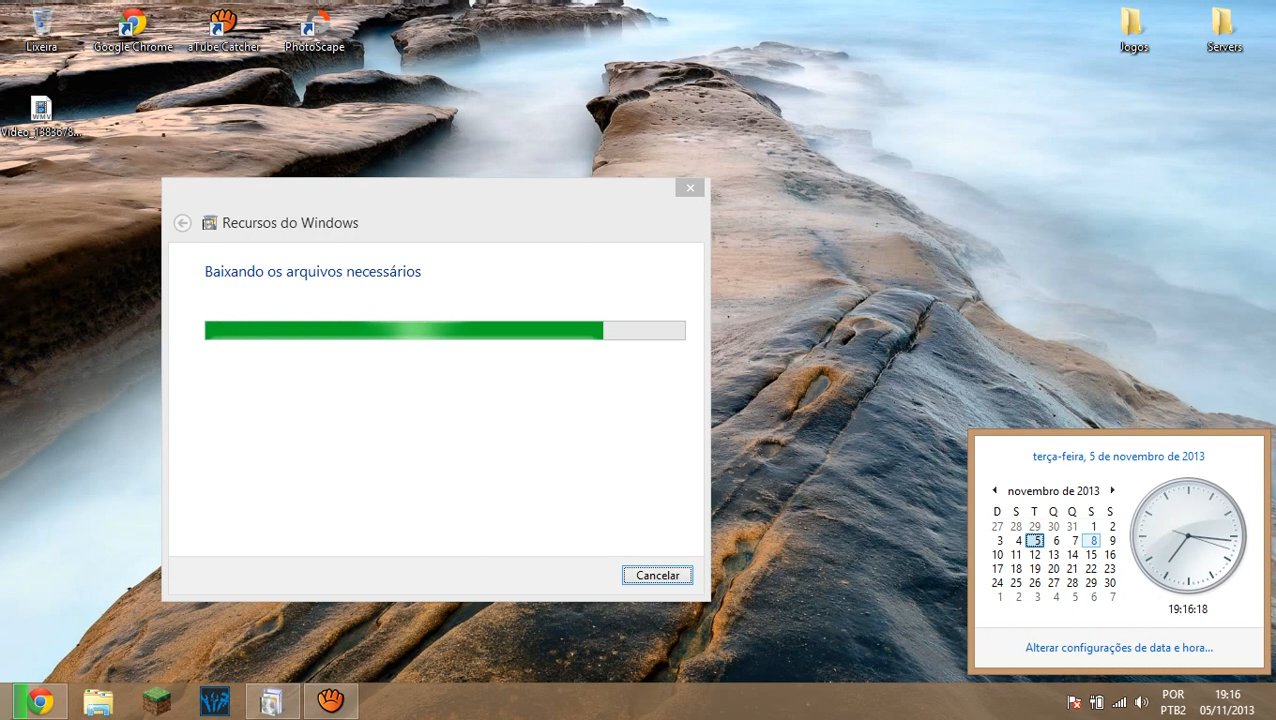 Lixeira
Google Chrome
aTube Catcher
PhotoScape
Jogos
Servers
WMV
Video_1383678...
Recursos do Windows
Baixando os arquivos necessários
Cancelar
terça-feira, 5 de novembro de 2013
novembro de 2013
D S T Q Q S S
27 28 29 30 31 1 2
3 4 5 6 7 8 9
10 11 12 13 14 15 16
17 18 19 20 21 22 23
24 25 26 27 28 29 30
1 2 3 4 5 6 7
19:16:18
Alterar configurações de data e hora...
POR
PTB2
19:16
05/11/2013